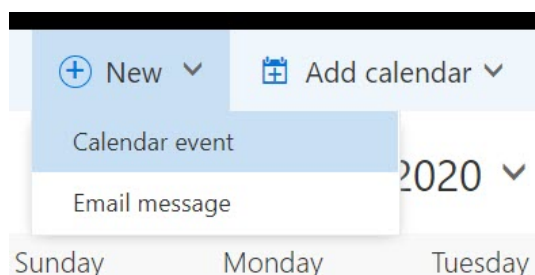 New Add calendar
Calendar event
2020
Email message
Sunday Monday Tuesday